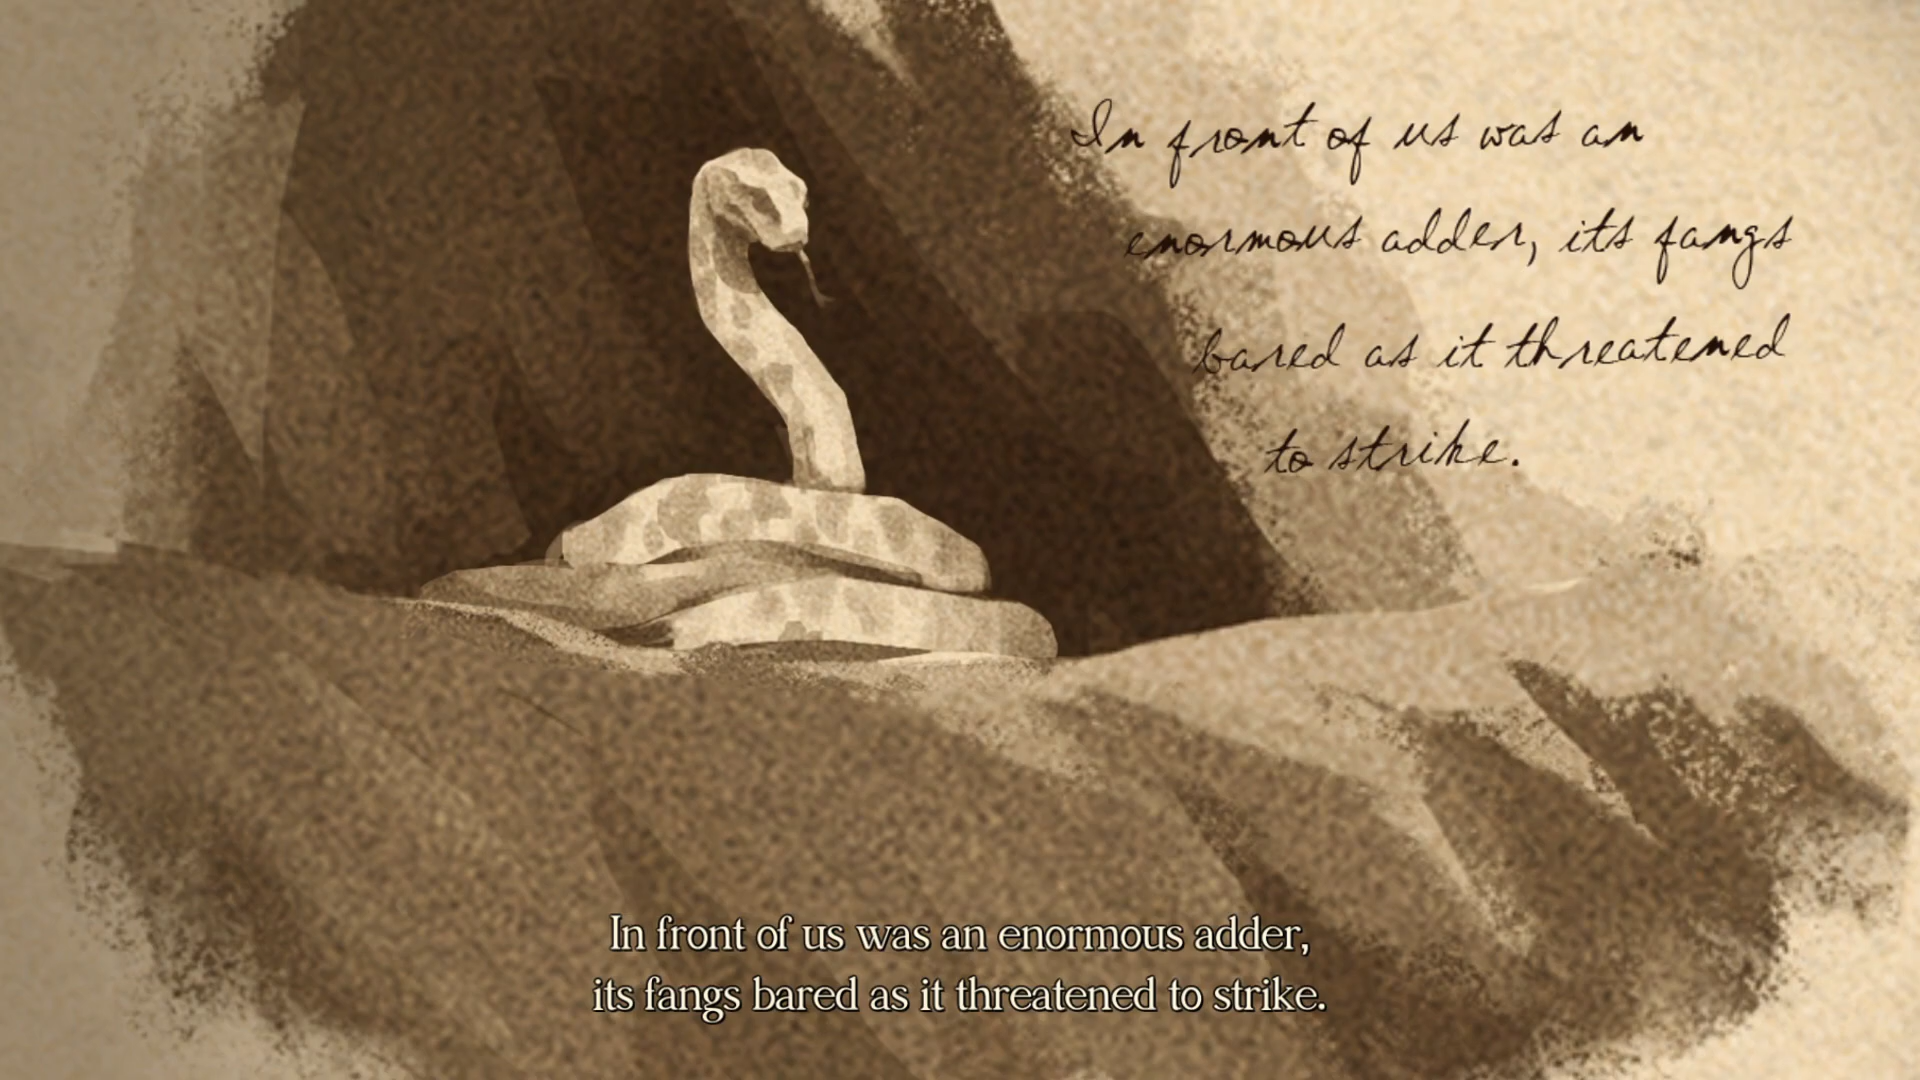 In front of us was an
enormous adder, its fangs
bared as it threatened
to strike.
In front of us was an enormous adder,
its fangs bared as it threatened to strike.